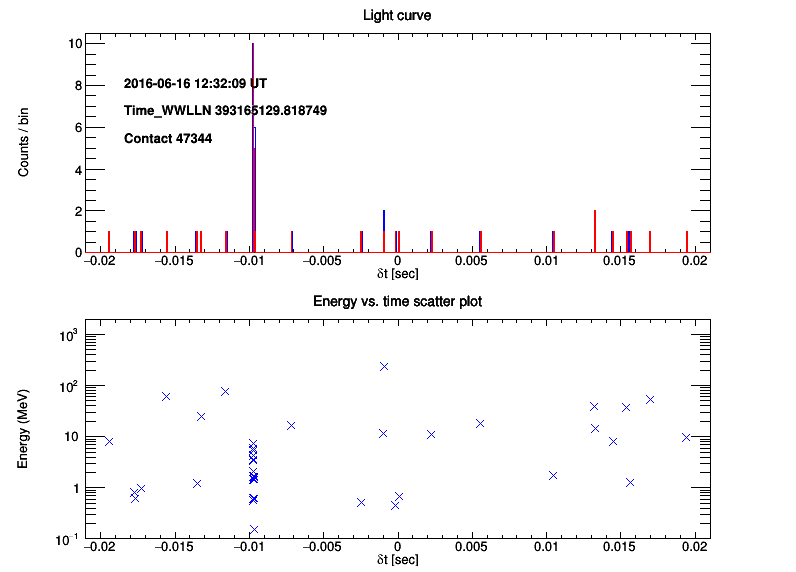 Light curve
Counts / bin
10
8
6
4
2
0
2016-06-16 12:32:09 UT
Time_WWLLN 393165129.818749
Contact 47344
−0.02 −0.015 −0.01 −0.005 0 0.005 0.01 0.015 0.02
δt [sec]
Energy vs. time scatter plot
Energy (MeV)
10³
10²
10
1
10⁻¹
−0.02 −0.015 −0.01 −0.005 0 0.005 0.01 0.015 0.02
δt [sec]